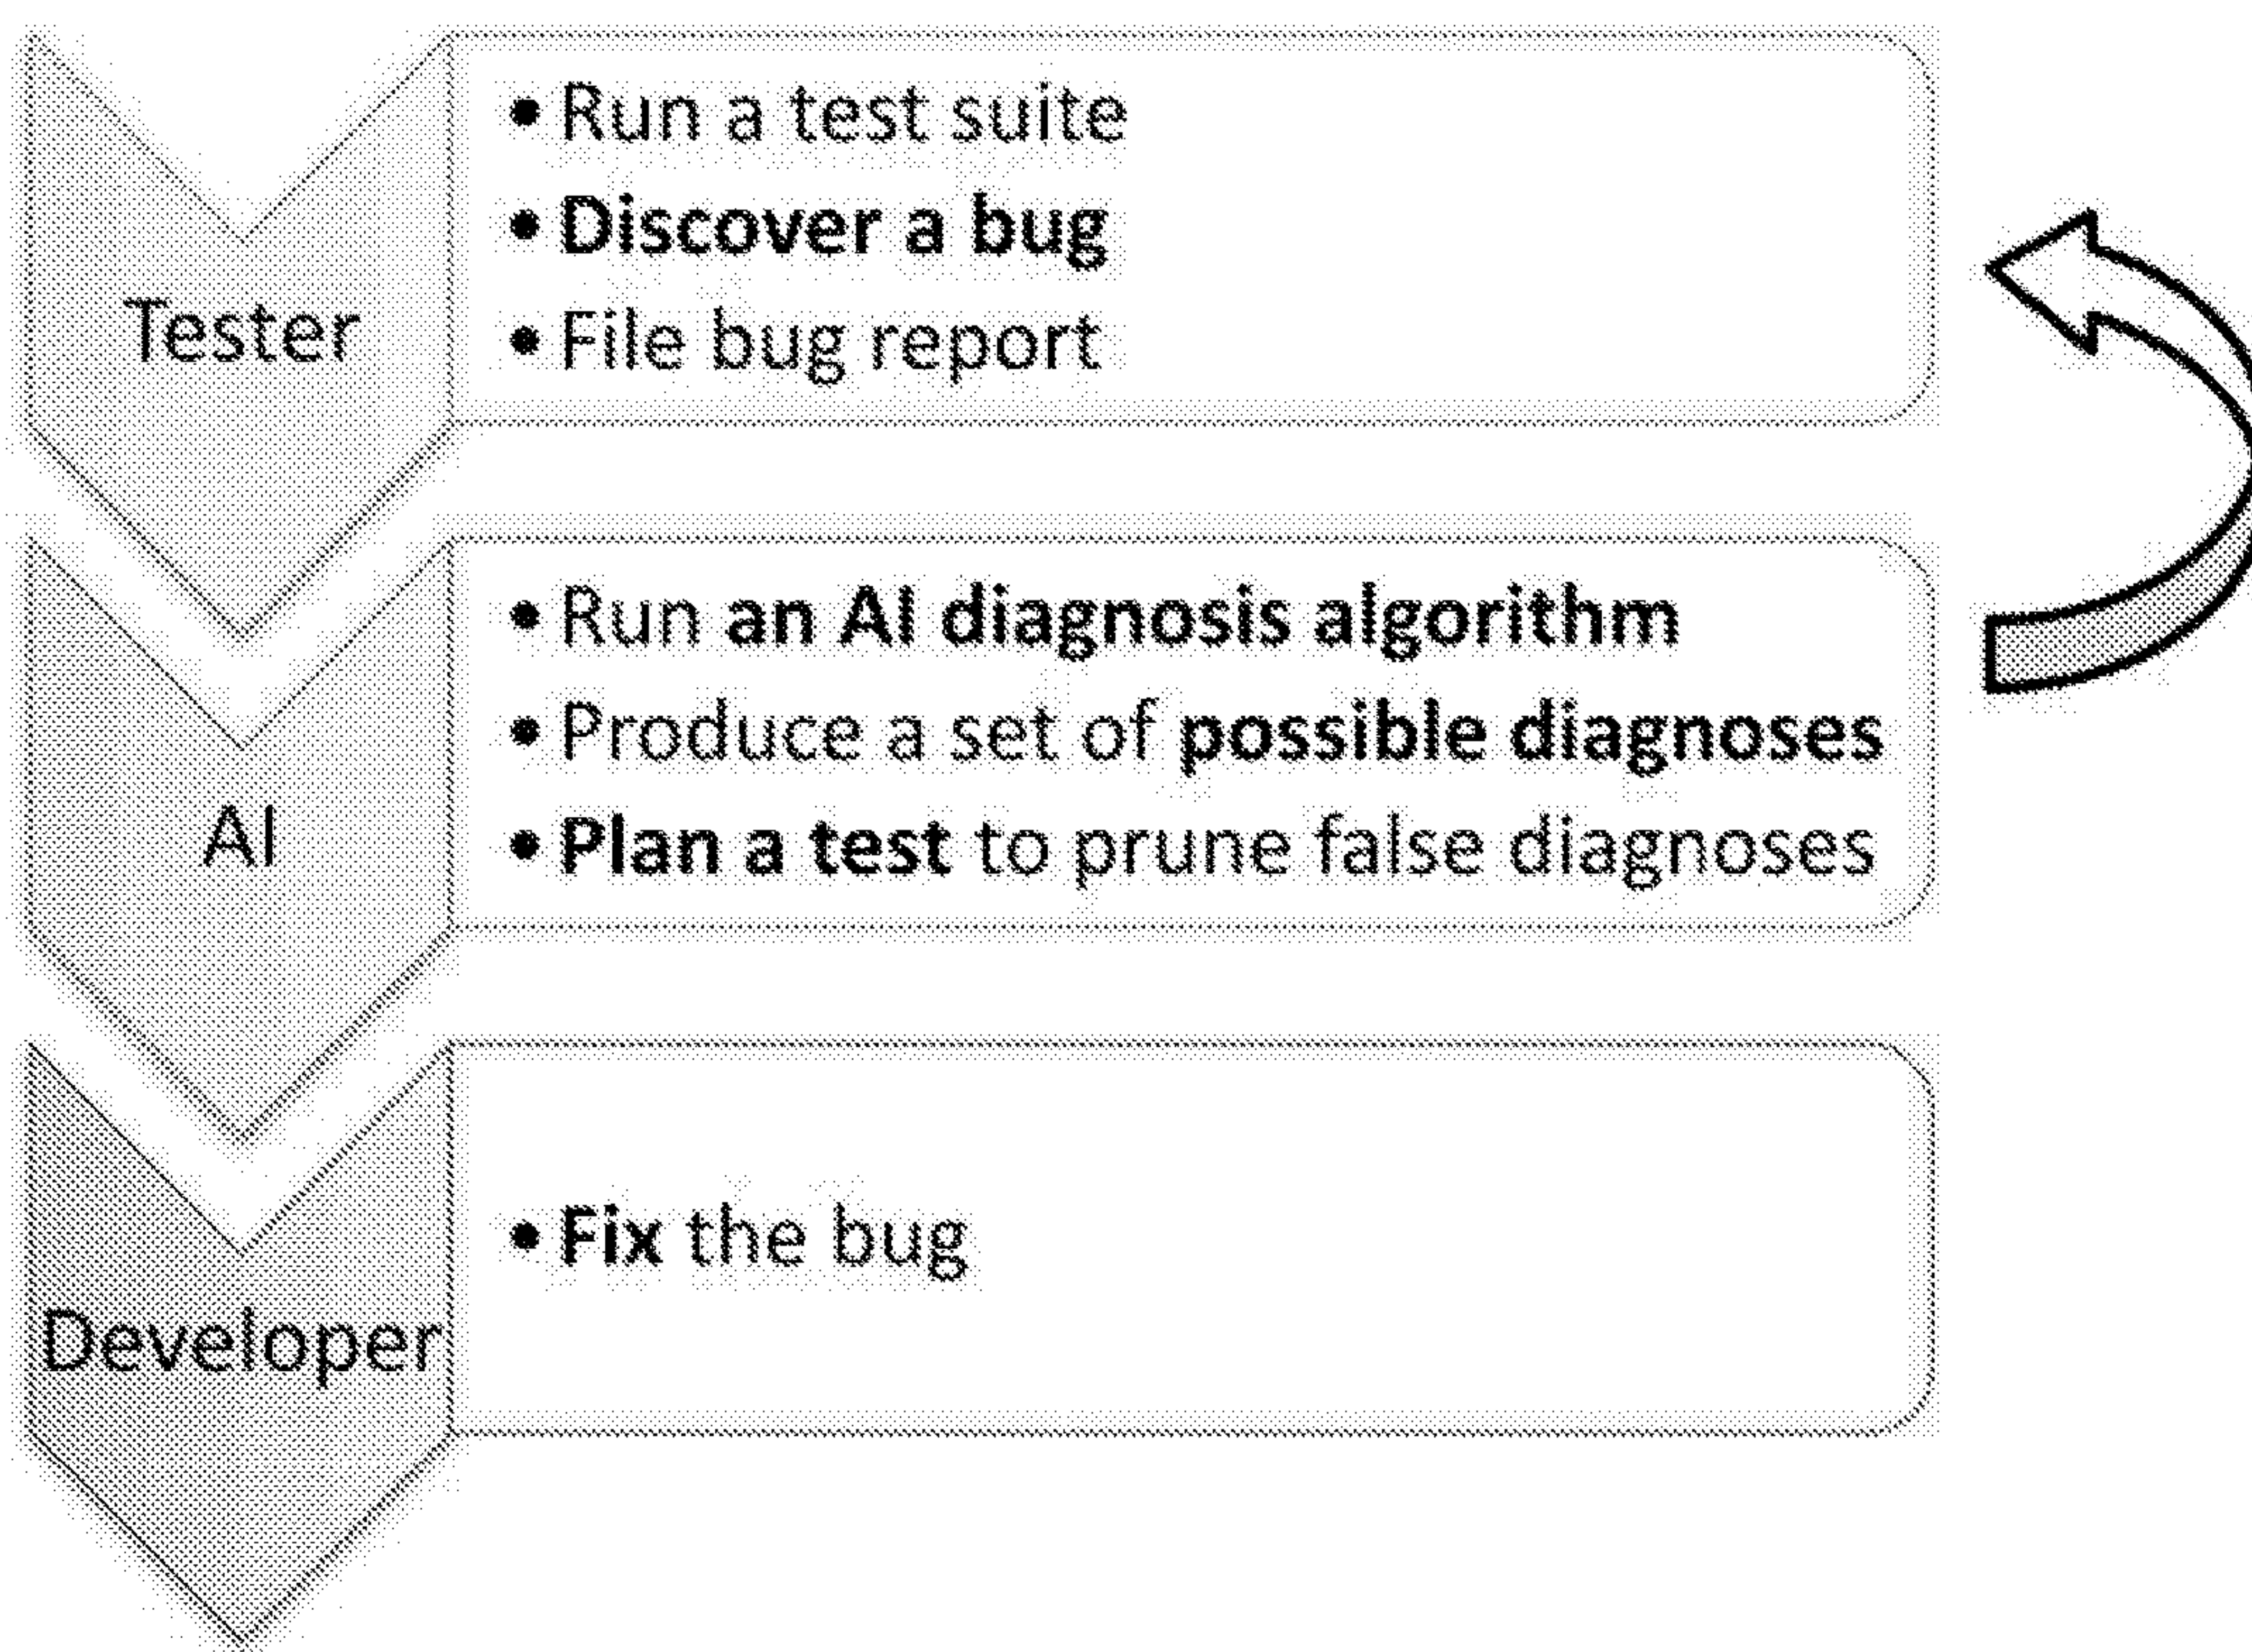 Tester
• Run a test suite
• Discover a bug
• File bug report
AI
• Run an AI diagnosis algorithm
• Produce a set of possible diagnoses
• Plan a test to prune false diagnoses
Developer
• Fix the bug